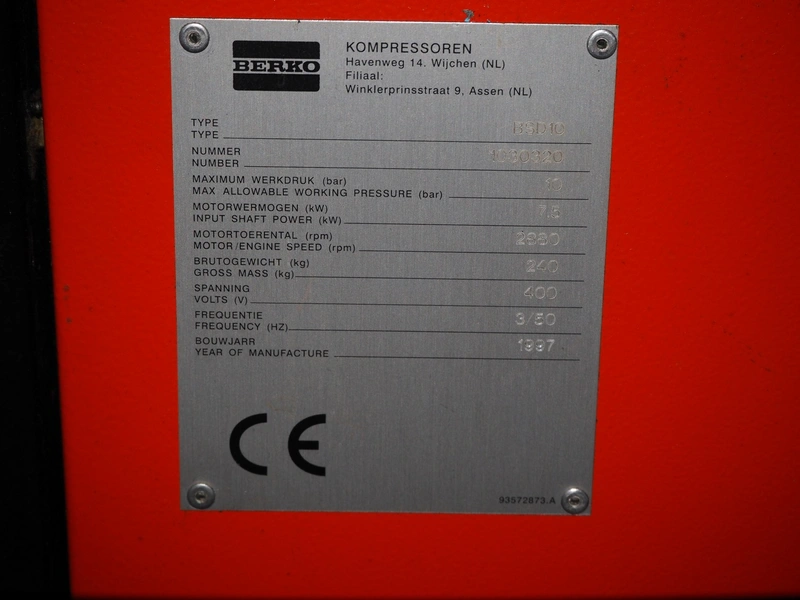 BERKO
KOMPRESSOREN
Havenweg 14. Wijchen (NL)
Filiaal:
Winklerprinsstraat 9, Assen (NL)
TYPE
TYPE
NUMMER
NUMBER
MAXIMUM WERKDRUK (bar) 10
MAX ALLOWABLE WORKING PRESSURE (bar)
MOTORWERMOGEN (kW) 7.5
INPUT SHAFT POWER (kW)
MOTORTOERENTAL (rpm) 2980
MOTOR/ENGINE SPEED (rpm)
BRUTOGEWICHT (kg) 240
GROSS MASS (kg)
SPANNING 400
VOLTS (V)
FREQUENTIE 3/50
FREQUENCY (HZ)
BOUWJARR 1997
YEAR OF MANUFACTURE
CE
93572873.A